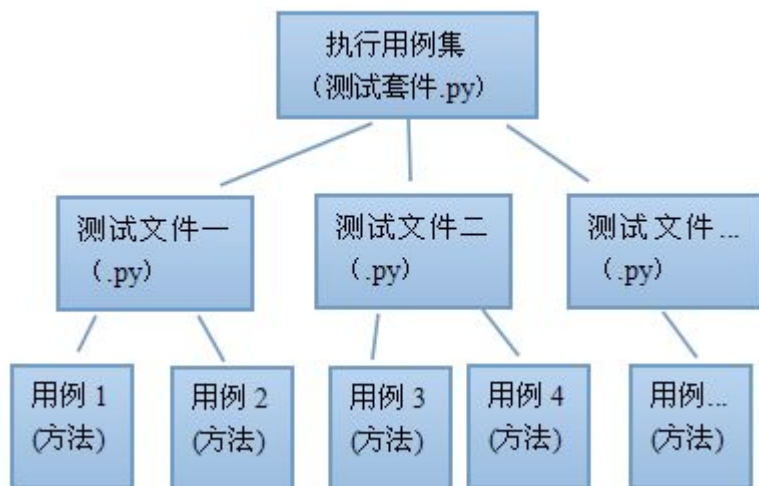 执行用例集
（测试套件.py）
测试文件一
（.py）
测试文件二
（.py）
测试文件...
（.py）
用例 1
(方法)
用例 2
(方法)
用例 3
(方法)
用例 4
(方法)
用例...
(方法)